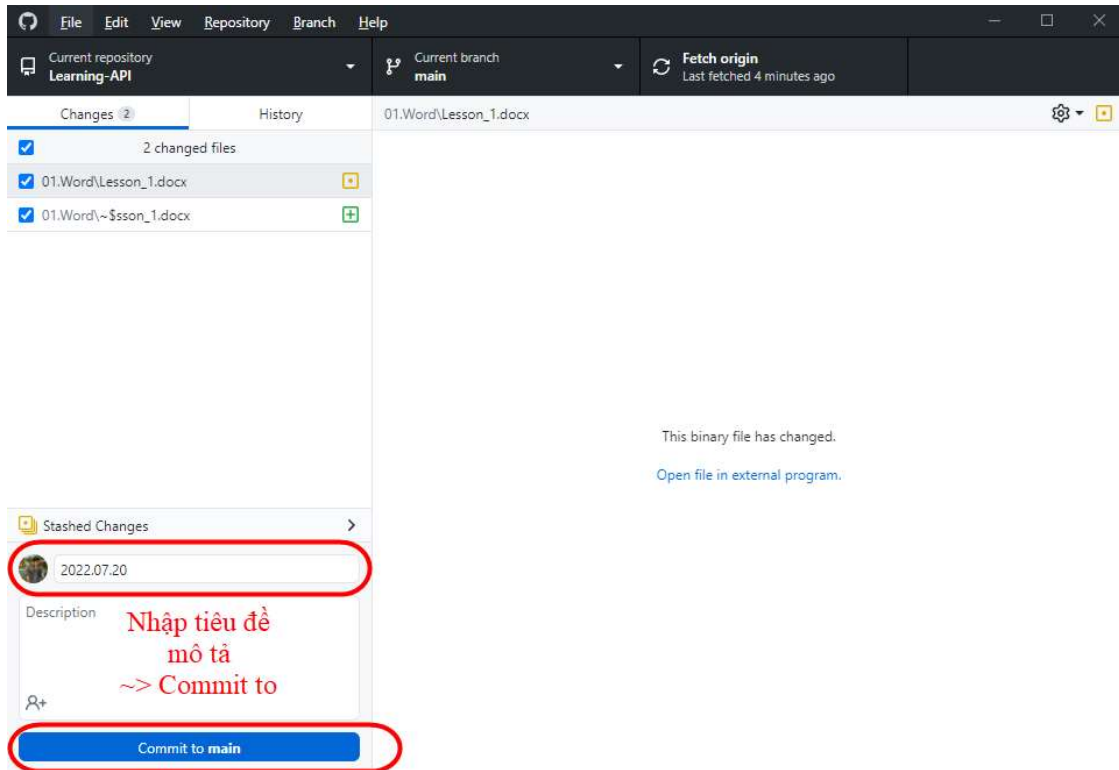 File Edit View Repository Branch Help
Current repository
Learning-API
Current branch
main
Fetch origin
Last fetched 4 minutes ago
Changes 2
History
01.Word\Lesson_1.docx
2 changed files
01.Word\Lesson_1.docx
01.Word\~$sson_1.docx
This binary file has changed.
Open file in external program.
Stashed Changes
2022.07.20
Description
Nhập tiêu đề
mô tả
~> Commit to
Commit to main